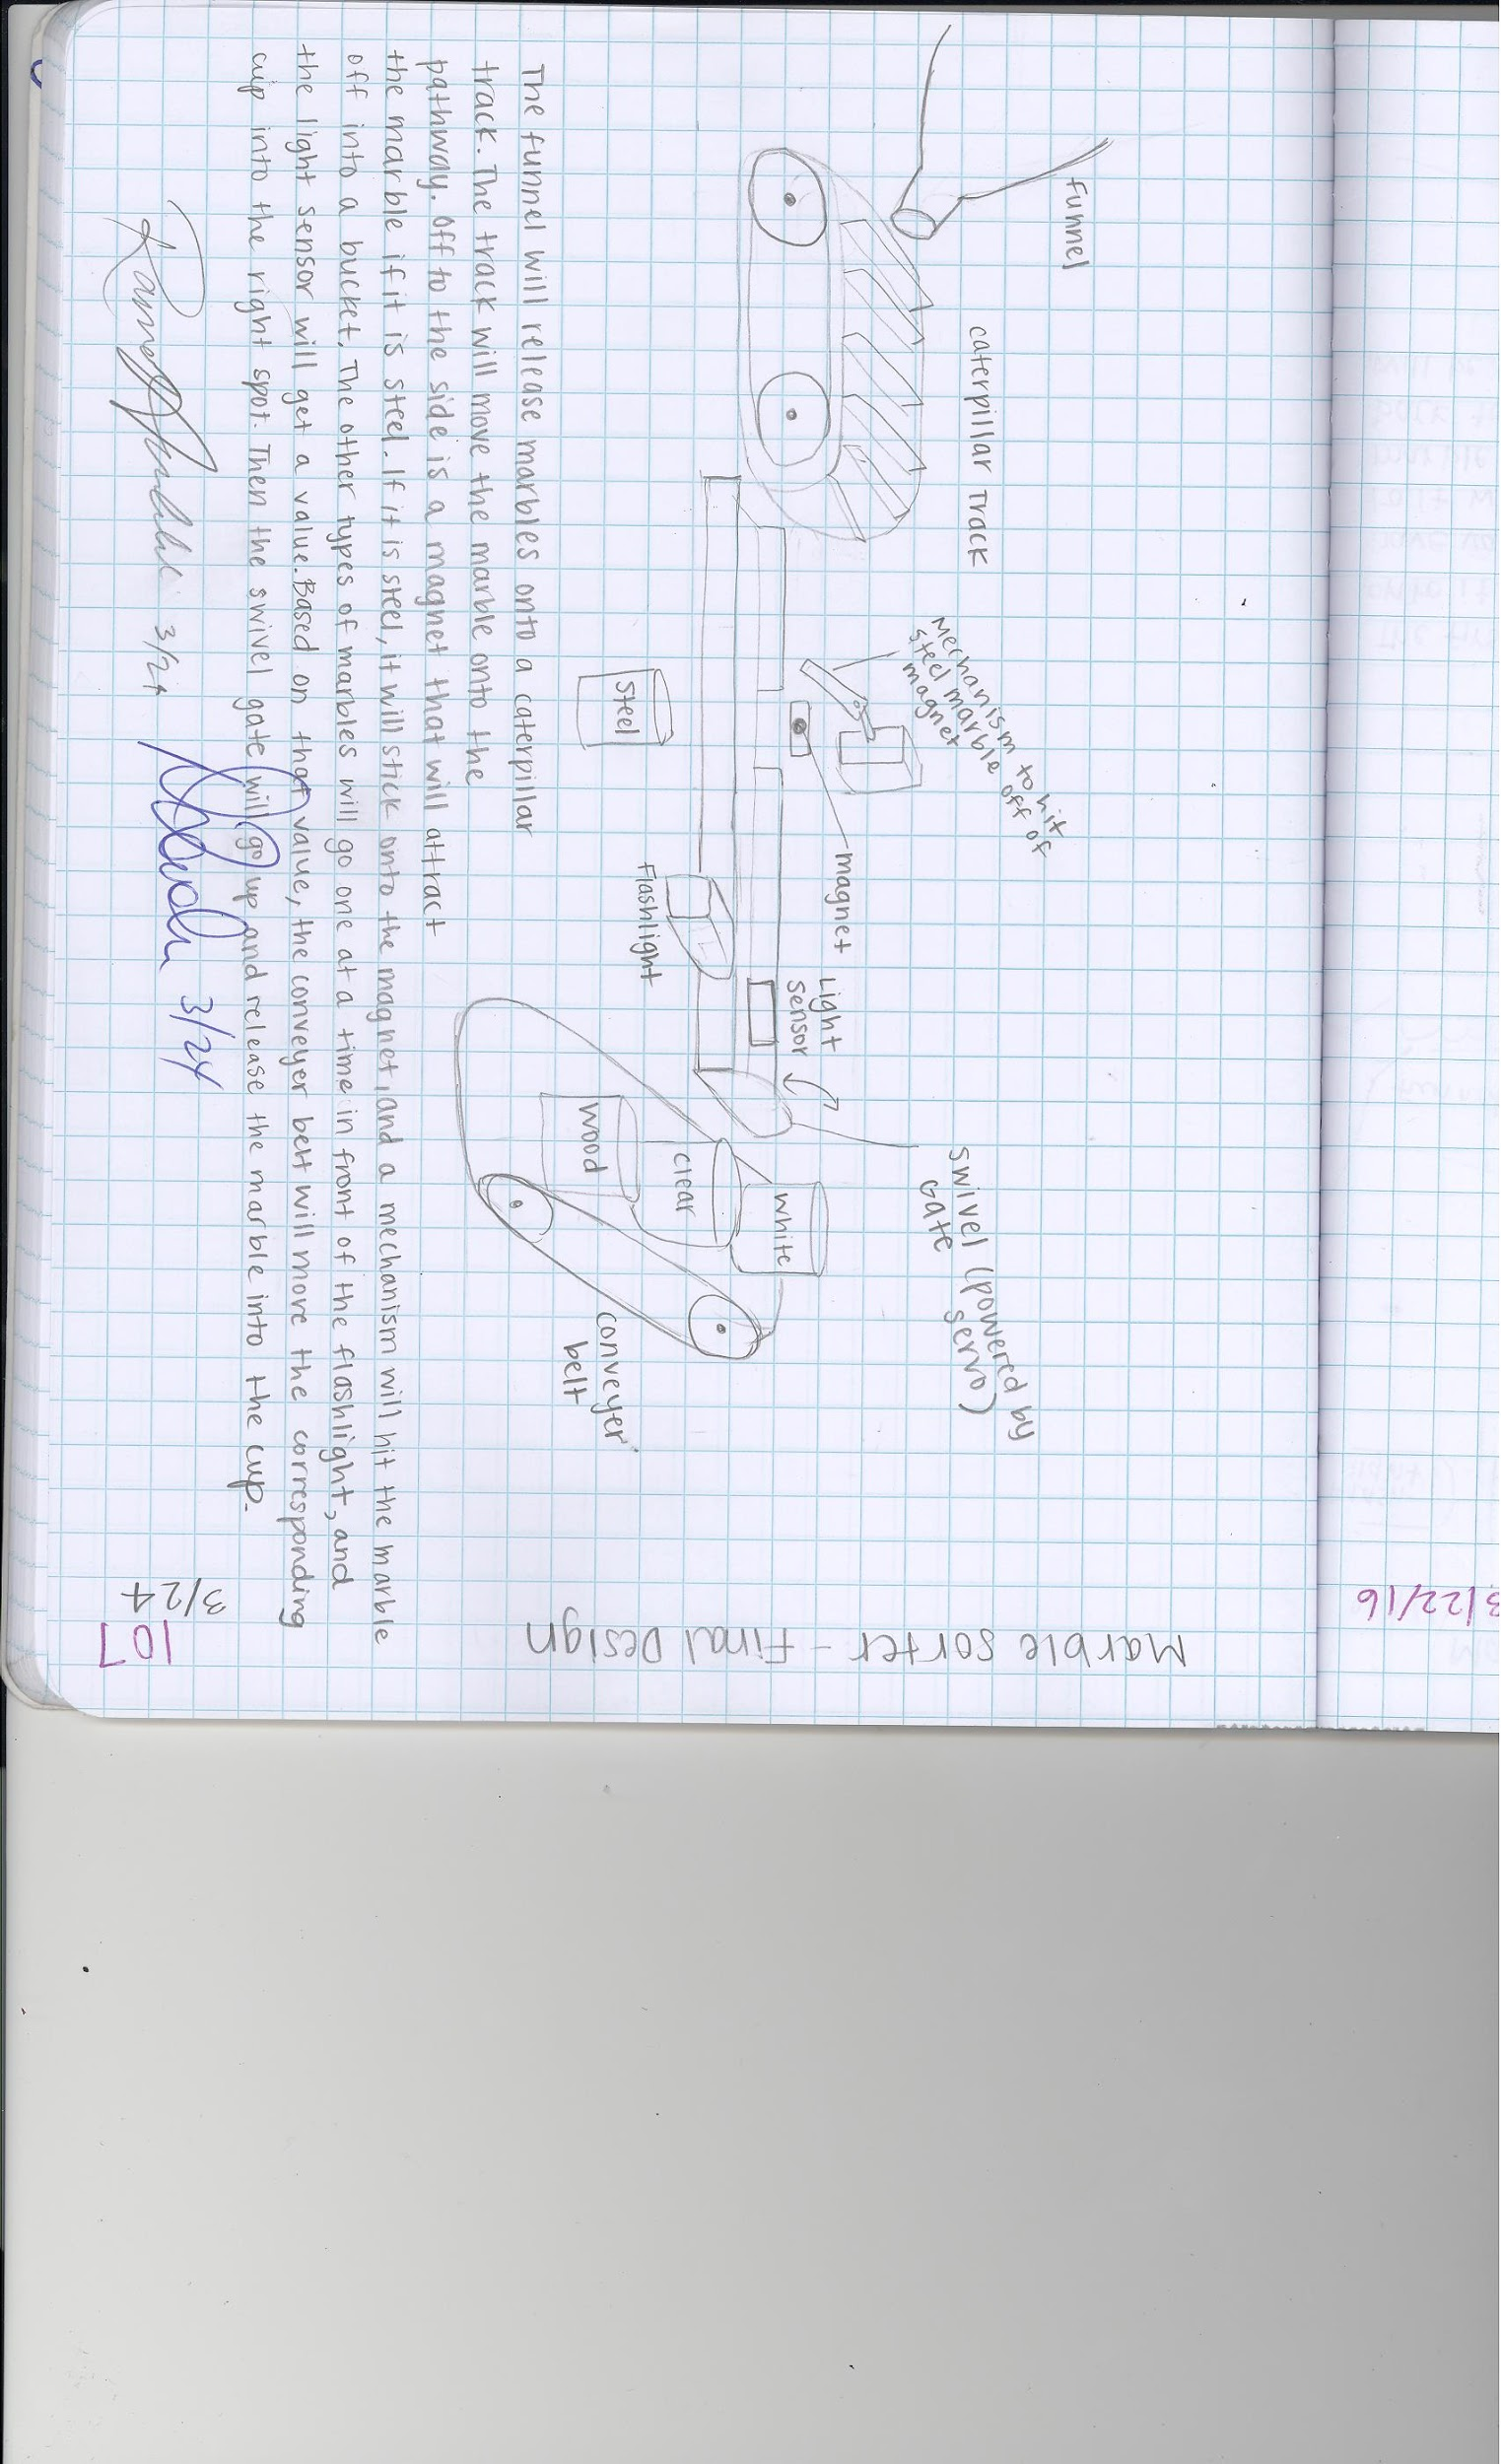 Marble Sorter - Final Design
107
3/24
funnel
caterpillar Track
Mechanism to hit
steel marble off of
magnet
magnet
Steel
Flashlight
Light
sensor
swivel (powered by
Gate servo)
white
clear
wood
conveyer
belt
The funnel will release marbles onto a caterpillar
track. The track will move the marble onto the
pathway. Off to the side is a magnet that will attract
the marble if it is steel. If it is steel, it will stick onto the magnet, and a mechanism will hit the marble
off into a bucket. The other types of marbles will go one at a time in front of the flashlight, and
the light sensor will get a value. Based on that value, the conveyer belt will move the corresponding
cup into the right spot. Then the swivel gate will go up and release the marble into the cup.
3/24
3/24
3/22/16